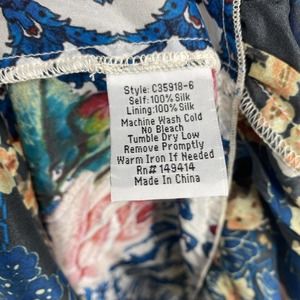 Style: C35918-6
Self:100% Silk
Lining:100% Silk
Machine Wash Cold
No Bleach
Tumble Dry Low
Remove Promptly
Warm Iron If Needed
Rn# 149414
Made In China